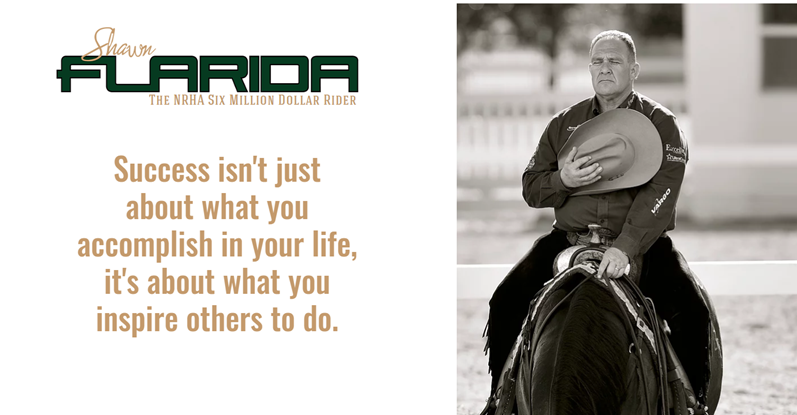 Shawn
FLARIDA
The NRHA Six Million Dollar Rider
Success isn't just
about what you
accomplish in your life,
it's about what you
inspire others to do.
VARGO